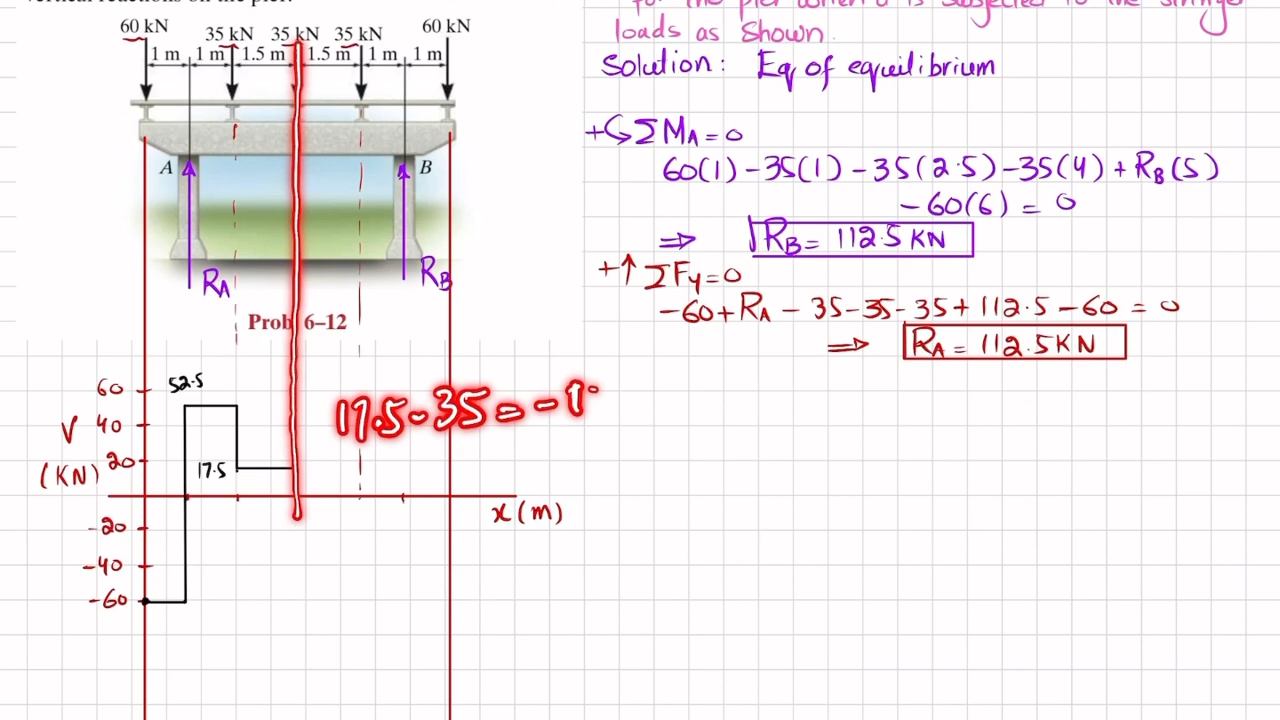 60 kN 35 kN 35 kN 35 kN 60 kN
1 m 1 m 1.5 m 1.5 m 1 m 1 m
A B
RA RB
Prob 6–12
loads as shown.
Solution: Eq of equilibrium
+↺ ΣMA = 0
60(1) - 35(1) - 35(2.5) - 35(4) + RB(5)
- 60(6) = 0
⇒ RB = 112.5 KN
+↑ ΣFy = 0
-60 + RA - 35 - 35 - 35 + 112.5 - 60 = 0
⇒ RA = 112.5 KN
V
(KN)
60
40
20
-20
-40
-60
52.5
17.5
17.5 - 35 = - 1
x (m)